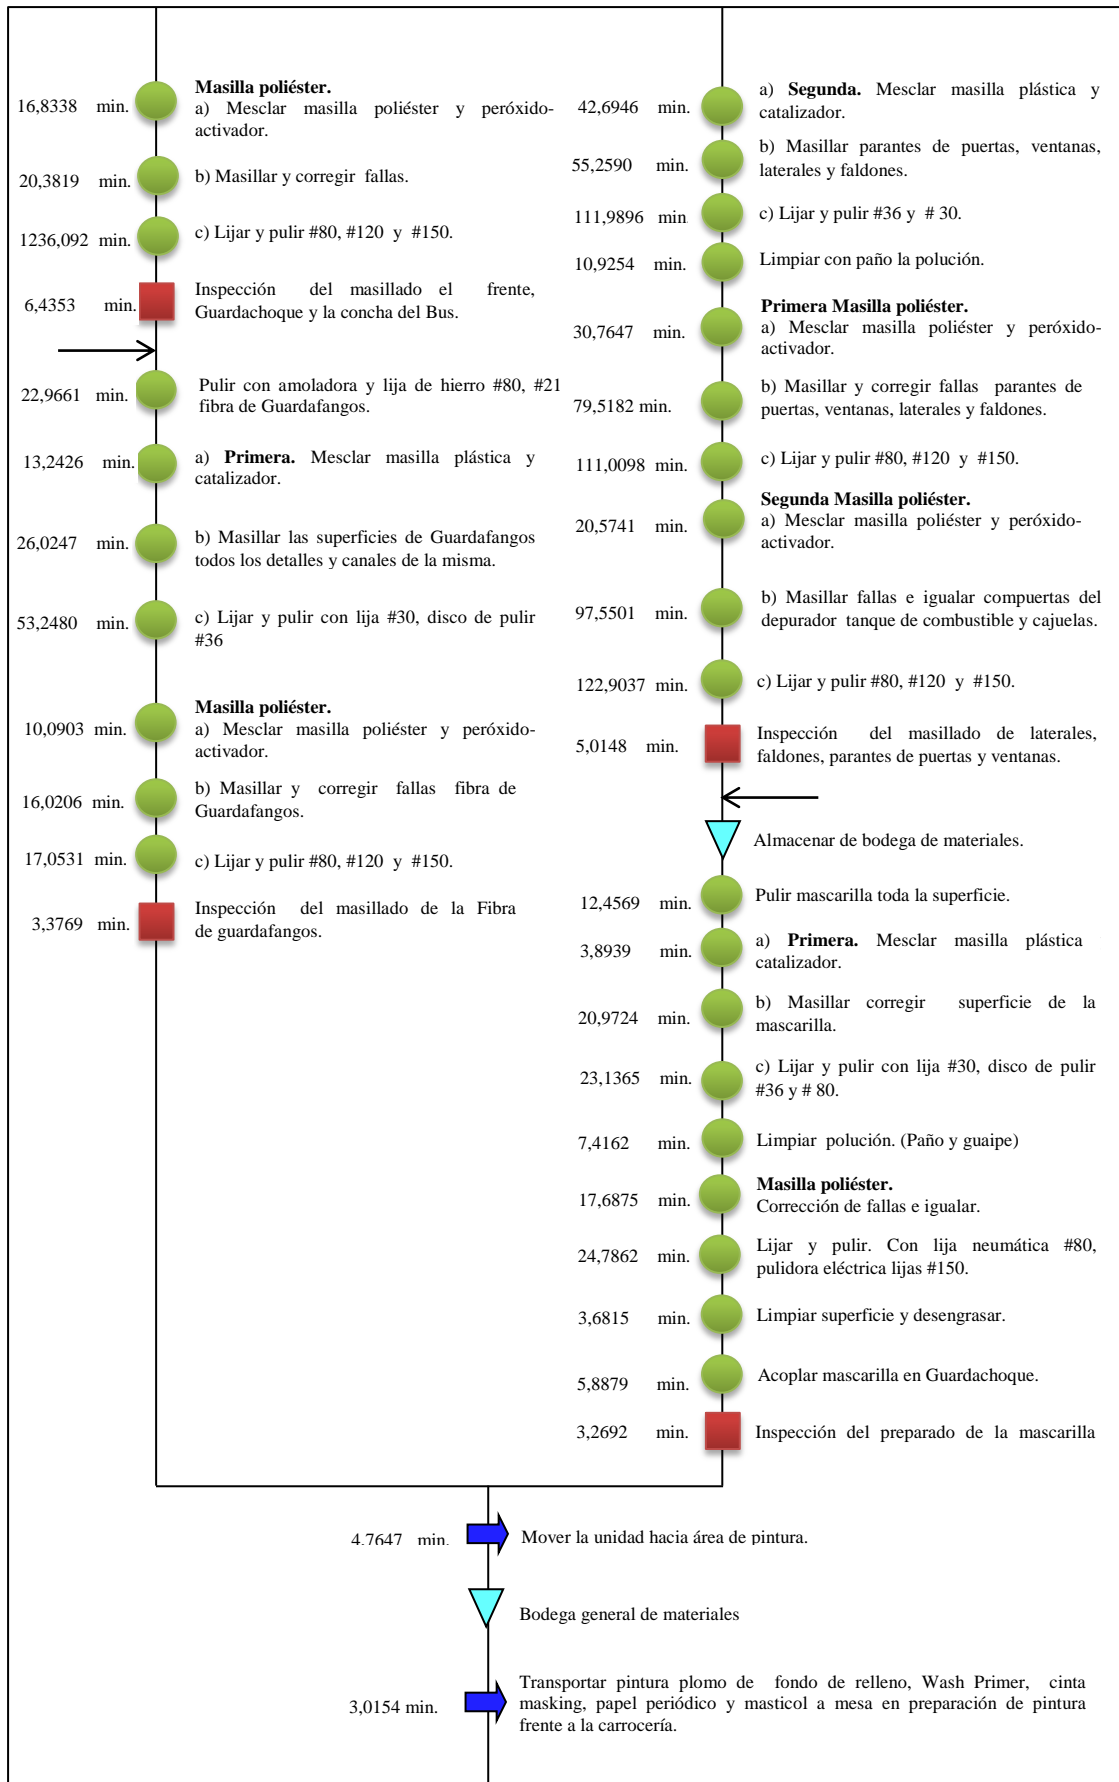 Masilla poliéster.
16,8338 min.
a) Mesclar masilla poliéster y peróxido-
activador.
20,3819 min.
b) Masillar y corregir fallas.
1236,092 min.
c) Lijar y pulir #80, #120 y #150.
6,4353 min.
Inspección del masillado el frente,
Guardachoque y la concha del Bus.
22,9661 min.
Pulir con amoladora y lija de hierro #80, #21
fibra de Guardafangos.
13,2426 min.
a) Primera. Mesclar masilla plástica y
catalizador.
26,0247 min.
b) Masillar las superficies de Guardafangos
todos los detalles y canales de la misma.
53,2480 min.
c) Lijar y pulir con lija #30, disco de pulir
#36
Masilla poliéster.
10,0903 min.
a) Mesclar masilla poliéster y peróxido-
activador.
16,0206 min.
b) Masillar y corregir fallas fibra de
Guardafangos.
17,0531 min.
c) Lijar y pulir #80, #120 y #150.
3,3769 min.
Inspección del masillado de la Fibra
de guardafangos.
42,6946 min.
a) Segunda. Mesclar masilla plástica y
catalizador.
55,2590 min.
b) Masillar parantes de puertas, ventanas,
laterales y faldones.
111,9896 min.
c) Lijar y pulir #36 y # 30.
10,9254 min.
Limpiar con paño la polución.
Primera Masilla poliéster.
30,7647 min.
a) Mesclar masilla poliéster y peróxido-
activador.
79,5182 min.
b) Masillar y corregir fallas parantes de
puertas, ventanas, laterales y faldones.
111,0098 min.
c) Lijar y pulir #80, #120 y #150.
Segunda Masilla poliéster.
20,5741 min.
a) Mesclar masilla poliéster y peróxido-
activador.
97,5501 min.
b) Masillar fallas e igualar compuertas del
depurador tanque de combustible y cajuelas.
122,9037 min.
c) Lijar y pulir #80, #120 y #150.
5,0148 min.
Inspección del masillado de laterales,
faldones, parantes de puertas y ventanas.
Almacenar de bodega de materiales.
12,4569 min.
Pulir mascarilla toda la superficie.
3,8939 min.
a) Primera. Mesclar masilla plástica
catalizador.
20,9724 min.
b) Masillar corregir superficie de la
mascarilla.
23,1365 min.
c) Lijar y pulir con lija #30, disco de pulir
#36 y # 80.
7,4162 min.
Limpiar polución. (Paño y guaipe)
Masilla poliéster.
17,6875 min.
Corrección de fallas e igualar.
24,7862 min.
Lijar y pulir. Con lija neumática #80,
pulidora eléctrica lijas #150.
3,6815 min.
Limpiar superficie y desengrasar.
5,8879 min.
Acoplar mascarilla en Guardachoque.
3,2692 min.
Inspección del preparado de la mascarilla
4,7647 min.
Mover la unidad hacia área de pintura.
Bodega general de materiales
3,0154 min.
Transportar pintura plomo de fondo de relleno, Wash Primer, cinta
masking, papel periódico y masticol a mesa en preparación de pintura
frente a la carrocería.